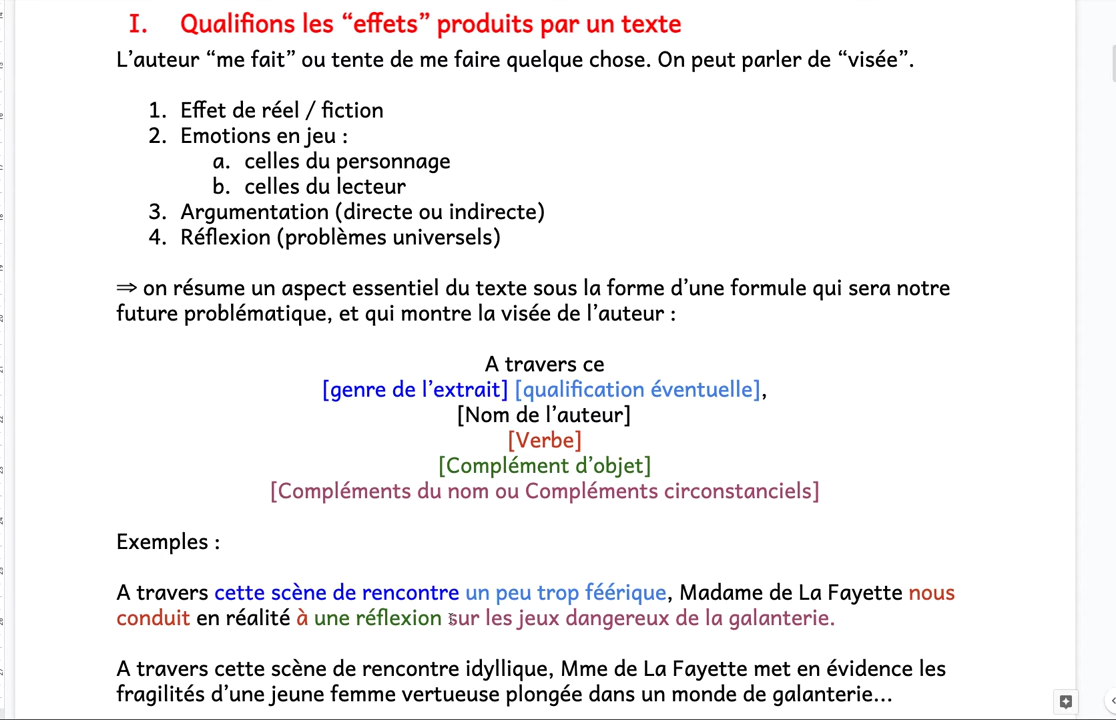 I. Qualifions les “effets” produits par un texte
L’auteur “me fait” ou tente de me faire quelque chose. On peut parler de “visée”.
1. Effet de réel / fiction
2. Emotions en jeu :
a. celles du personnage
b. celles du lecteur
3. Argumentation (directe ou indirecte)
4. Réflexion (problèmes universels)
⇒ on résume un aspect essentiel du texte sous la forme d’une formule qui sera notre
future problématique, et qui montre la visée de l’auteur :
A travers ce
[genre de l’extrait] [qualification éventuelle],
[Nom de l’auteur]
[Verbe]
[Complément d’objet]
[Compléments du nom ou Compléments circonstanciels]
Exemples :
A travers cette scène de rencontre un peu trop féérique, Madame de La Fayette nous
conduit en réalité à une réflexion sur les jeux dangereux de la galanterie.
A travers cette scène de rencontre idyllique, Mme de La Fayette met en évidence les
fragilités d’une jeune femme vertueuse plongée dans un monde de galanterie...